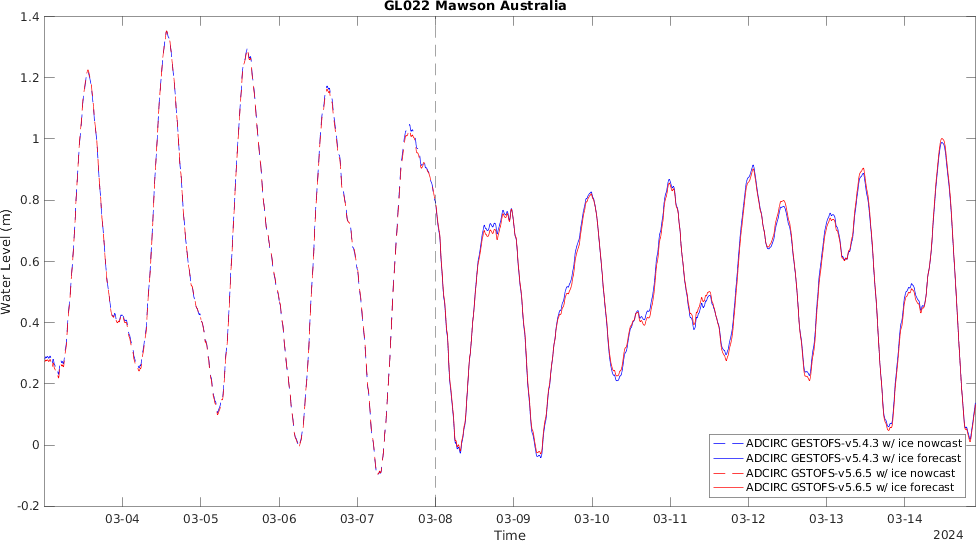 GL022 Mawson Australia
1.4
1.2
1
0.8
0.6
0.4
0.2
0
-0.2
Water Level (m)
03-04 03-05 03-06 03-07 03-08 03-09 03-10 03-11 03-12 03-13 03-14
Time
2024
ADCIRC GESTOFS-v5.4.3 w/ ice nowcast
ADCIRC GESTOFS-v5.4.3 w/ ice forecast
ADCIRC GSTOFS-v5.6.5 w/ ice nowcast
ADCIRC GSTOFS-v5.6.5 w/ ice forecast